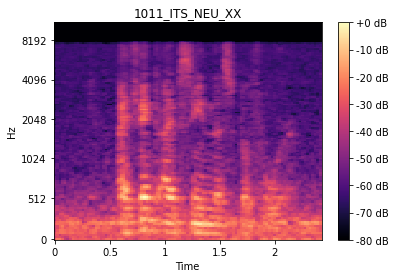 1011_ITS_NEU_XX
+0 dB
8192
-10 dB
4096
-20 dB
-30 dB
2048
Hz
-40 dB
1024
-50 dB
512
-60 dB
-70 dB
0
-80 dB
0 0.5 1 1.5 2
Time